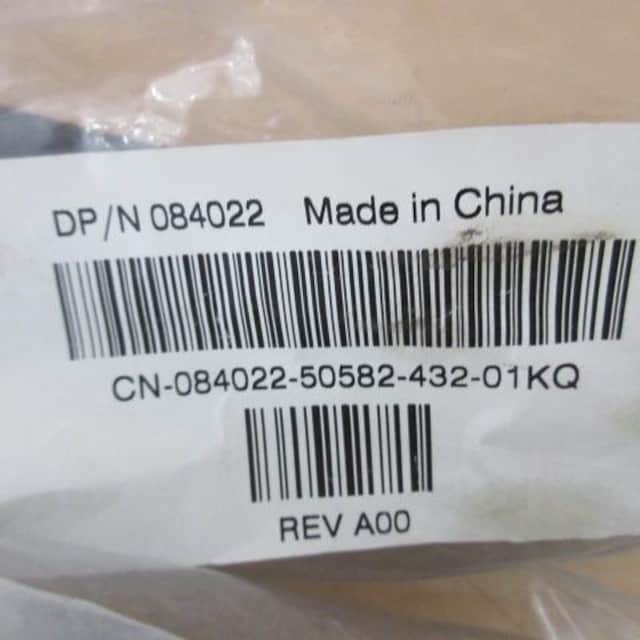 DP/N 084022 Made in China
CN-084022-50582-432-01KQ
REV A00